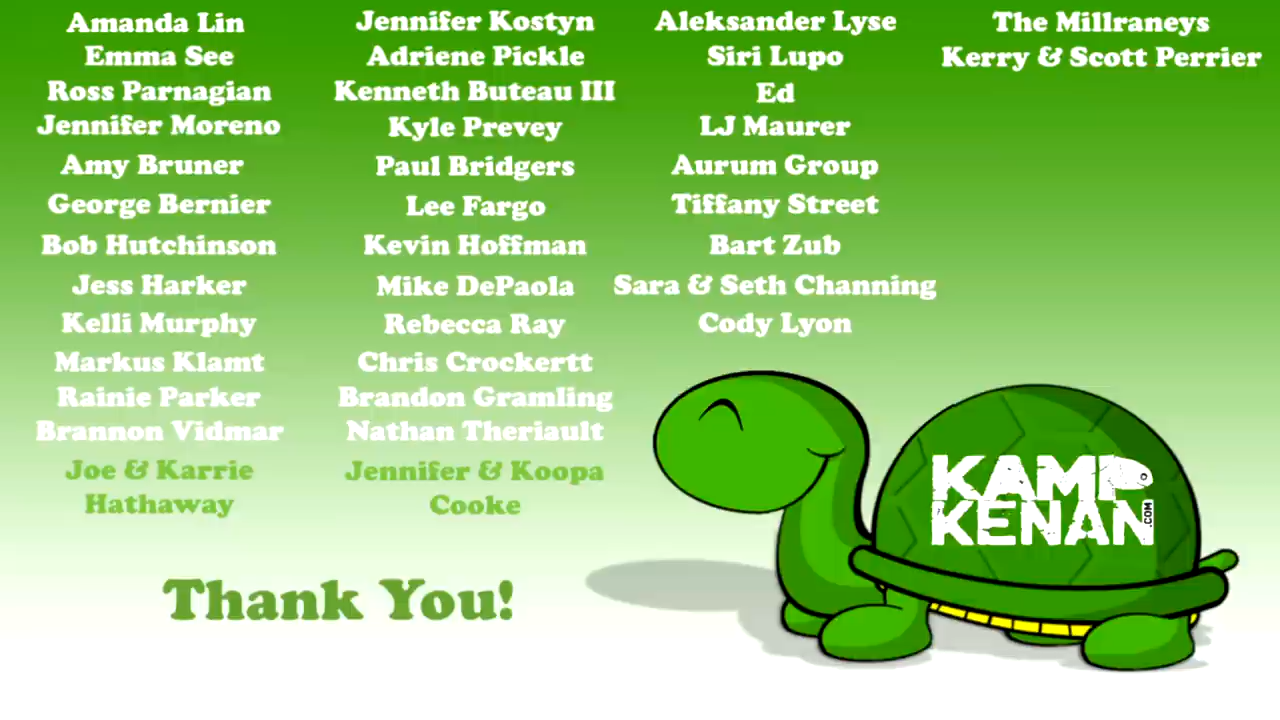 Amanda Lin
Emma See
Ross Parnagian
Jennifer Moreno
Amy Bruner
George Bernier
Bob Hutchinson
Jess Harker
Kelli Murphy
Markus Klamt
Rainie Parker
Brannon Vidmar
Joe & Karrie
Hathaway
Jennifer Kostyn
Adriene Pickle
Kenneth Buteau III
Kyle Prevey
Paul Bridgers
Lee Fargo
Kevin Hoffman
Mike DePaola
Rebecca Ray
Chris Crockertt
Brandon Gramling
Nathan Theriault
Jennifer & Koopa
Cooke
Aleksander Lyse
Siri Lupo
Ed
LJ Maurer
Aurum Group
Tiffany Street
Bart Zub
Sara & Seth Channing
Cody Lyon
The Millraneys
Kerry & Scott Perrier
Thank You!
KAMP
KENAN
.COM